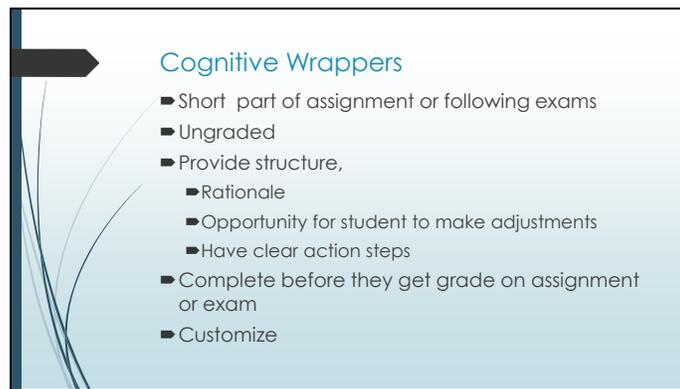 Cognitive Wrappers
Short  part of assignment or following exams
Ungraded
Provide structure,
Rationale
Opportunity for student to make adjustments
Have clear action steps
Complete before they get grade on assignment
or exam
Customize